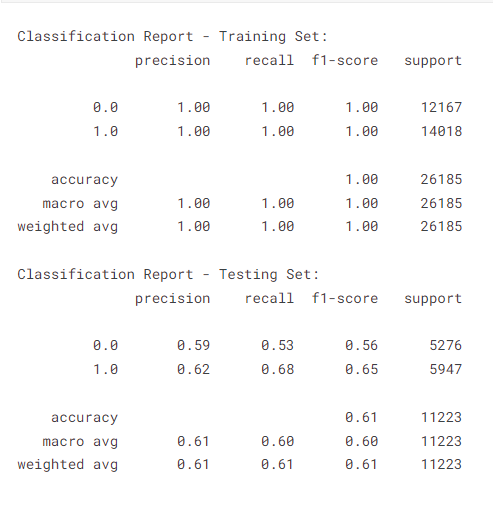 Classification Report - Training Set:
precision recall f1-score support
0.0 1.00 1.00 1.00 12167
1.0 1.00 1.00 1.00 14018
accuracy 1.00 26185
macro avg 1.00 1.00 1.00 26185
weighted avg 1.00 1.00 1.00 26185
Classification Report - Testing Set:
precision recall f1-score support
0.0 0.59 0.53 0.56 5276
1.0 0.62 0.68 0.65 5947
accuracy 0.61 11223
macro avg 0.61 0.60 0.60 11223
weighted avg 0.61 0.61 0.61 11223